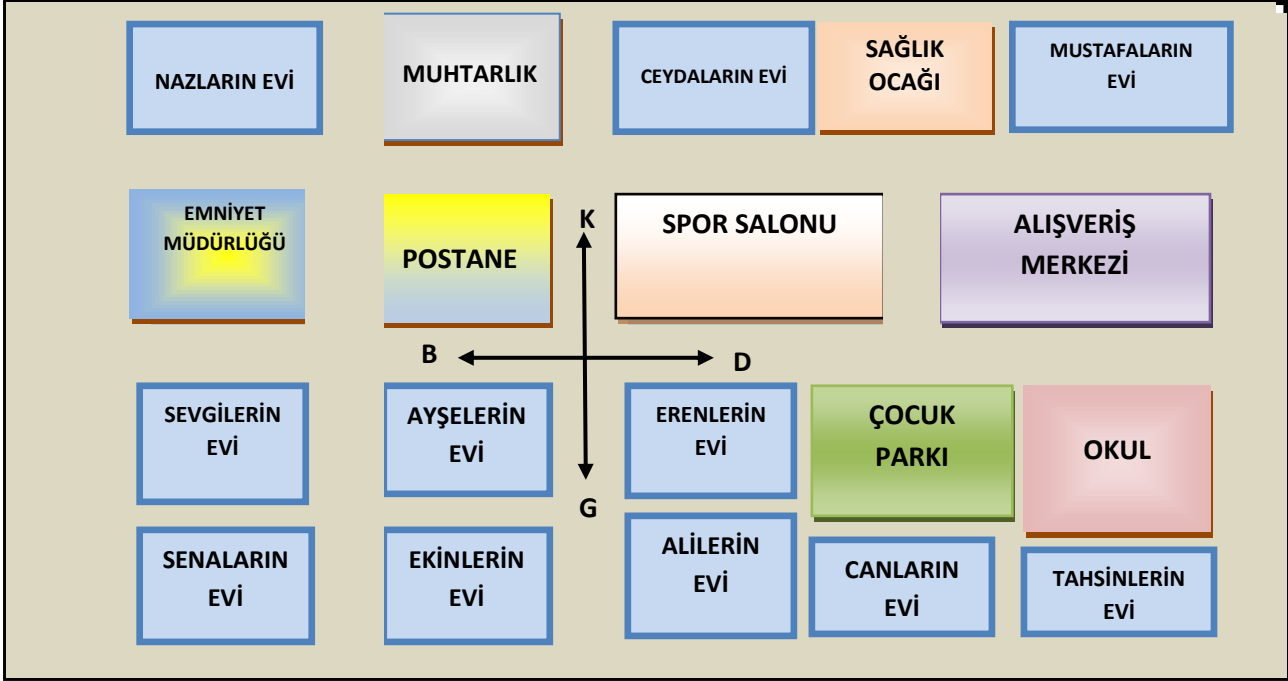 NAZLARIN EVİ
MUHTARLIK
CEYDALARIN EVİ
SAĞLIK
OCAĞI
MUSTAFALARIN
EVİ
EMNİYET
MÜDÜRLÜĞÜ
POSTANE
K
SPOR SALONU
ALIŞVERİŞ
MERKEZİ
B
D
SEVGİLERİN
EVİ
AYŞELERİN
EVİ
ERENLERİN
EVİ
ÇOCUK
PARKI
OKUL
G
SENALARIN
EVİ
EKİNLERİN
EVİ
ALİLERİN
EVİ
CANLARIN
EVİ
TAHSİNLERİN
EVİ